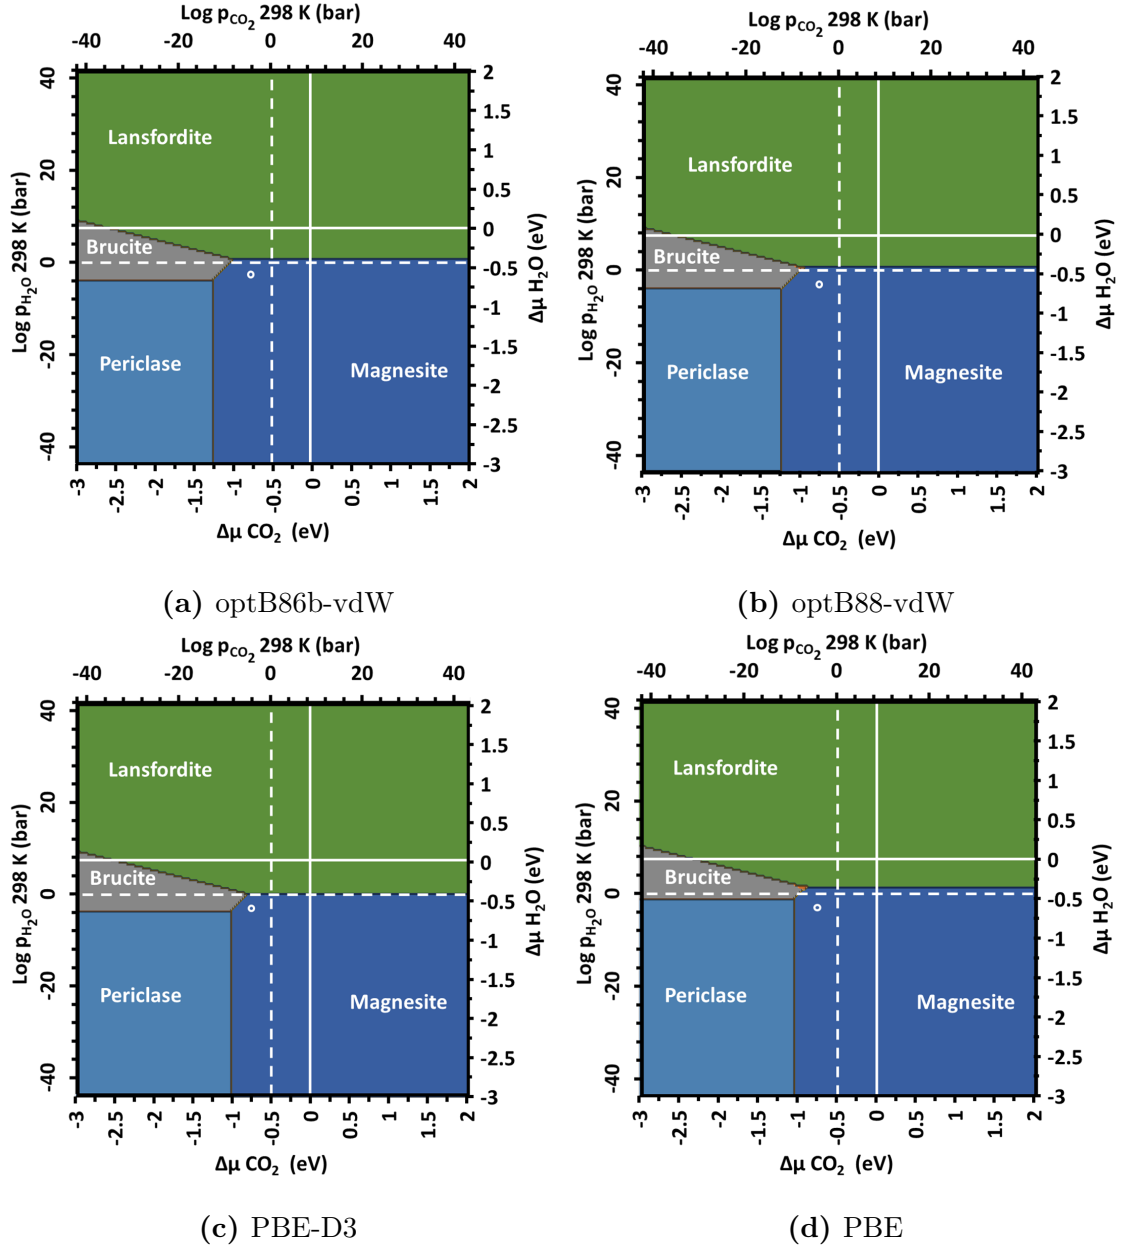 Log pCO2 298 K (bar)
-40 -20 0 20 40
Log pH2O 298 K (bar)
40 20 0 -20 -40
Lansfordite
Brucite
Periclase
Magnesite
2 1.5 1 0.5 0 -0.5 -1 -1.5 -2 -2.5 -3
Δμ H2O (eV)
-3 -2.5 -2 -1.5 -1 -0.5 0 0.5 1 1.5 2
Δμ CO2 (eV)
(a) optB86b-vdW
Log pCO2 298 K (bar)
-40 -20 0 20 40
Log pH2O 298 K (bar)
40 20 0 -20 -40
Lansfordite
Brucite
Periclase
Magnesite
2 1.5 1 0.5 0 -0.5 -1 -1.5 -2 -2.5 -3
Δμ H2O (eV)
-3 -2.5 -2 -1.5 -1 -0.5 0 0.5 1 1.5 2
Δμ CO2 (eV)
(b) optB88-vdW
Log pCO2 298 K (bar)
-40 -20 0 20 40
Log pH2O 298 K (bar)
40 20 0 -20 -40
Lansfordite
Brucite
Periclase
Magnesite
2 1.5 1 0.5 0 -0.5 -1 -1.5 -2 -2.5 -3
Δμ H2O (eV)
-3 -2.5 -2 -1.5 -1 -0.5 0 0.5 1 1.5 2
Δμ CO2 (eV)
(c) PBE-D3
Log pCO2 298 K (bar)
-40 -20 0 20 40
Log pH2O 298 K (bar)
40 20 0 -20 -40
Lansfordite
Brucite
Periclase
Magnesite
2 1.5 1 0.5 0 -0.5 -1 -1.5 -2 -2.5 -3
Δμ H2O (eV)
-3 -2.5 -2 -1.5 -1 -0.5 0 0.5 1 1.5 2
Δμ CO2 (eV)
(d) PBE